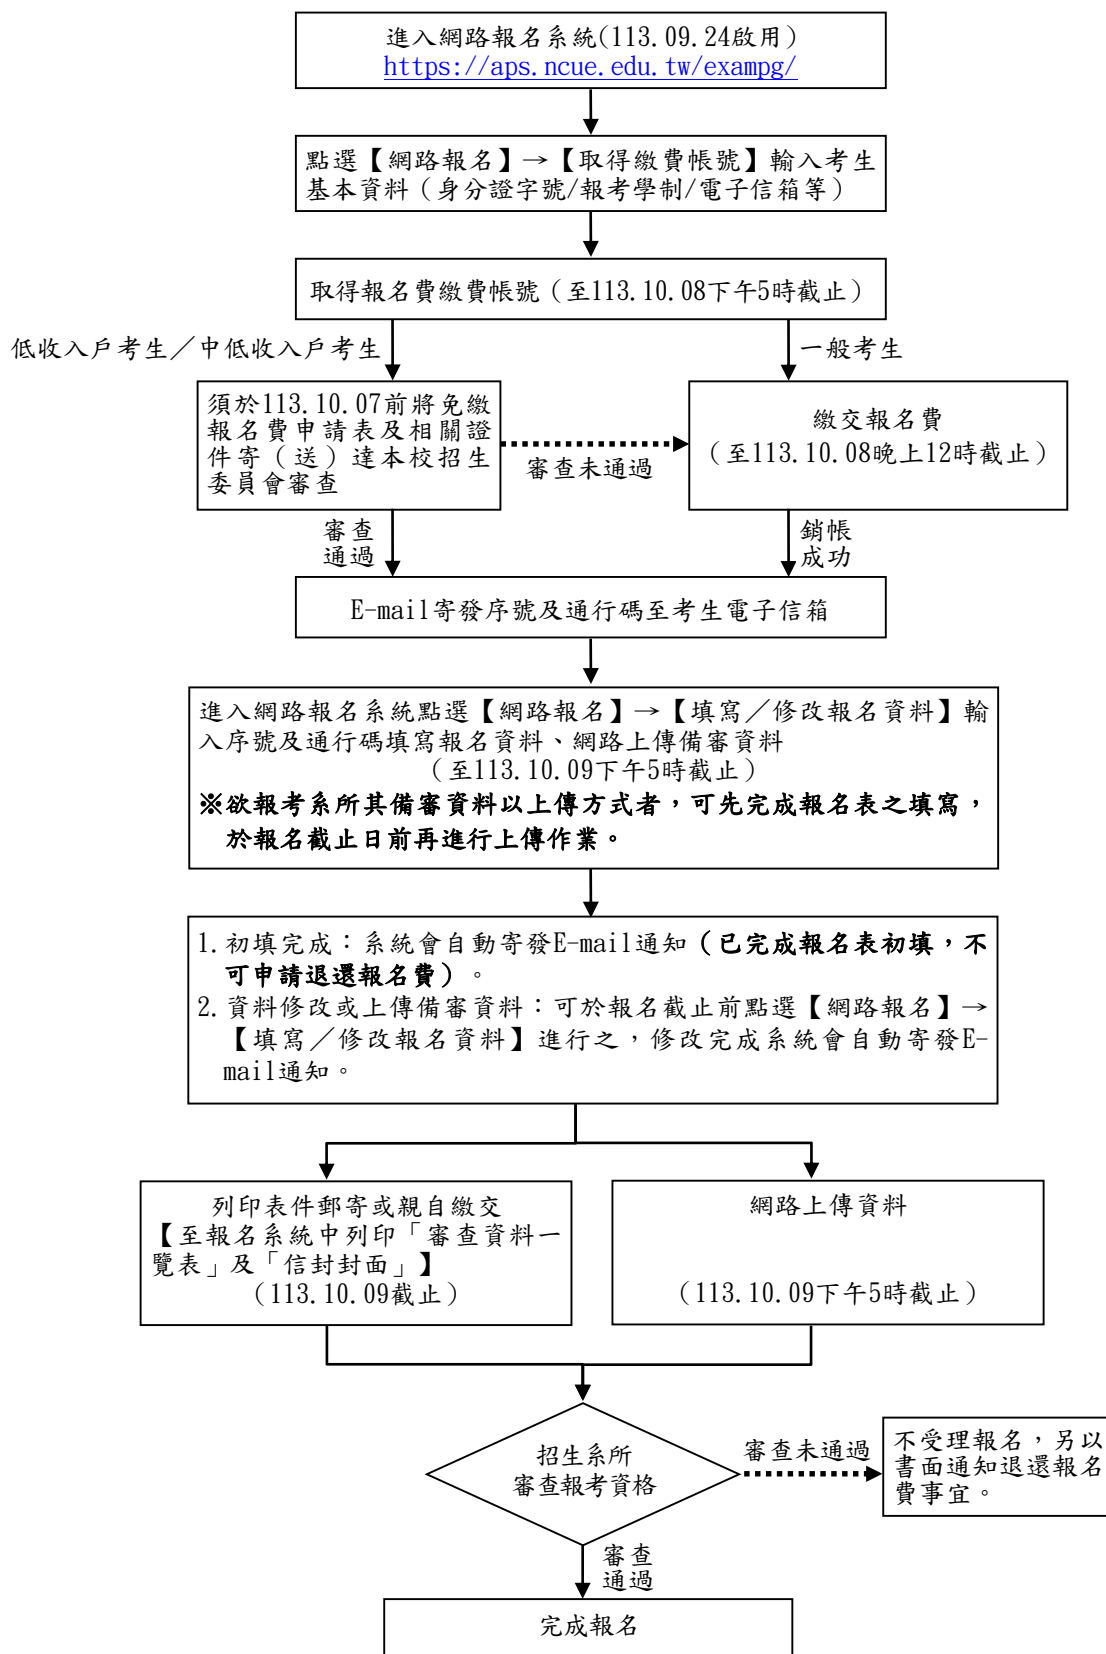 進入網路報名系統(113.09.24啟用)
https://aps.ncue.edu.tw/exampg/
點選【網路報名】→【取得繳費帳號】輸入考生
基本資料（身分證字號/報考學制/電子信箱等）
取得報名費繳費帳號（至113.10.08下午5時截止）
低收入戶考生／中低收入戶考生
一般考生
須於113.10.07前將免繳
報名費申請表及相關證
件寄（送）達本校招生
委員會審查
審查未通過
繳交報名費
（至113.10.08晚上12時截止）
審查
通過
銷帳
成功
E-mail寄發序號及通行碼至考生電子信箱
進入網路報名系統點選【網路報名】→【填寫／修改報名資料】輸
入序號及通行碼填寫報名資料、網路上傳備審資料
（至113.10.09下午5時截止）
※欲報考系所其備審資料以上傳方式者，可先完成報名表之填寫，
於報名截止日前再進行上傳作業。
1.初填完成：系統會自動寄發E-mail通知（已完成報名表初填，不
可申請退還報名費）。
2.資料修改或上傳備審資料：可於報名截止前點選【網路報名】→
【填寫／修改報名資料】進行之，修改完成系統會自動寄發E-
mail通知。
列印表件郵寄或親自繳交
【至報名系統中列印「審查資料一
覽表」及「信封封面」】
（113.10.09截止）
網路上傳資料
（113.10.09下午5時截止）
招生系所
審查報考資格
審查未通過
不受理報名，另以
書面通知退還報名
費事宜。
審查
通過
完成報名